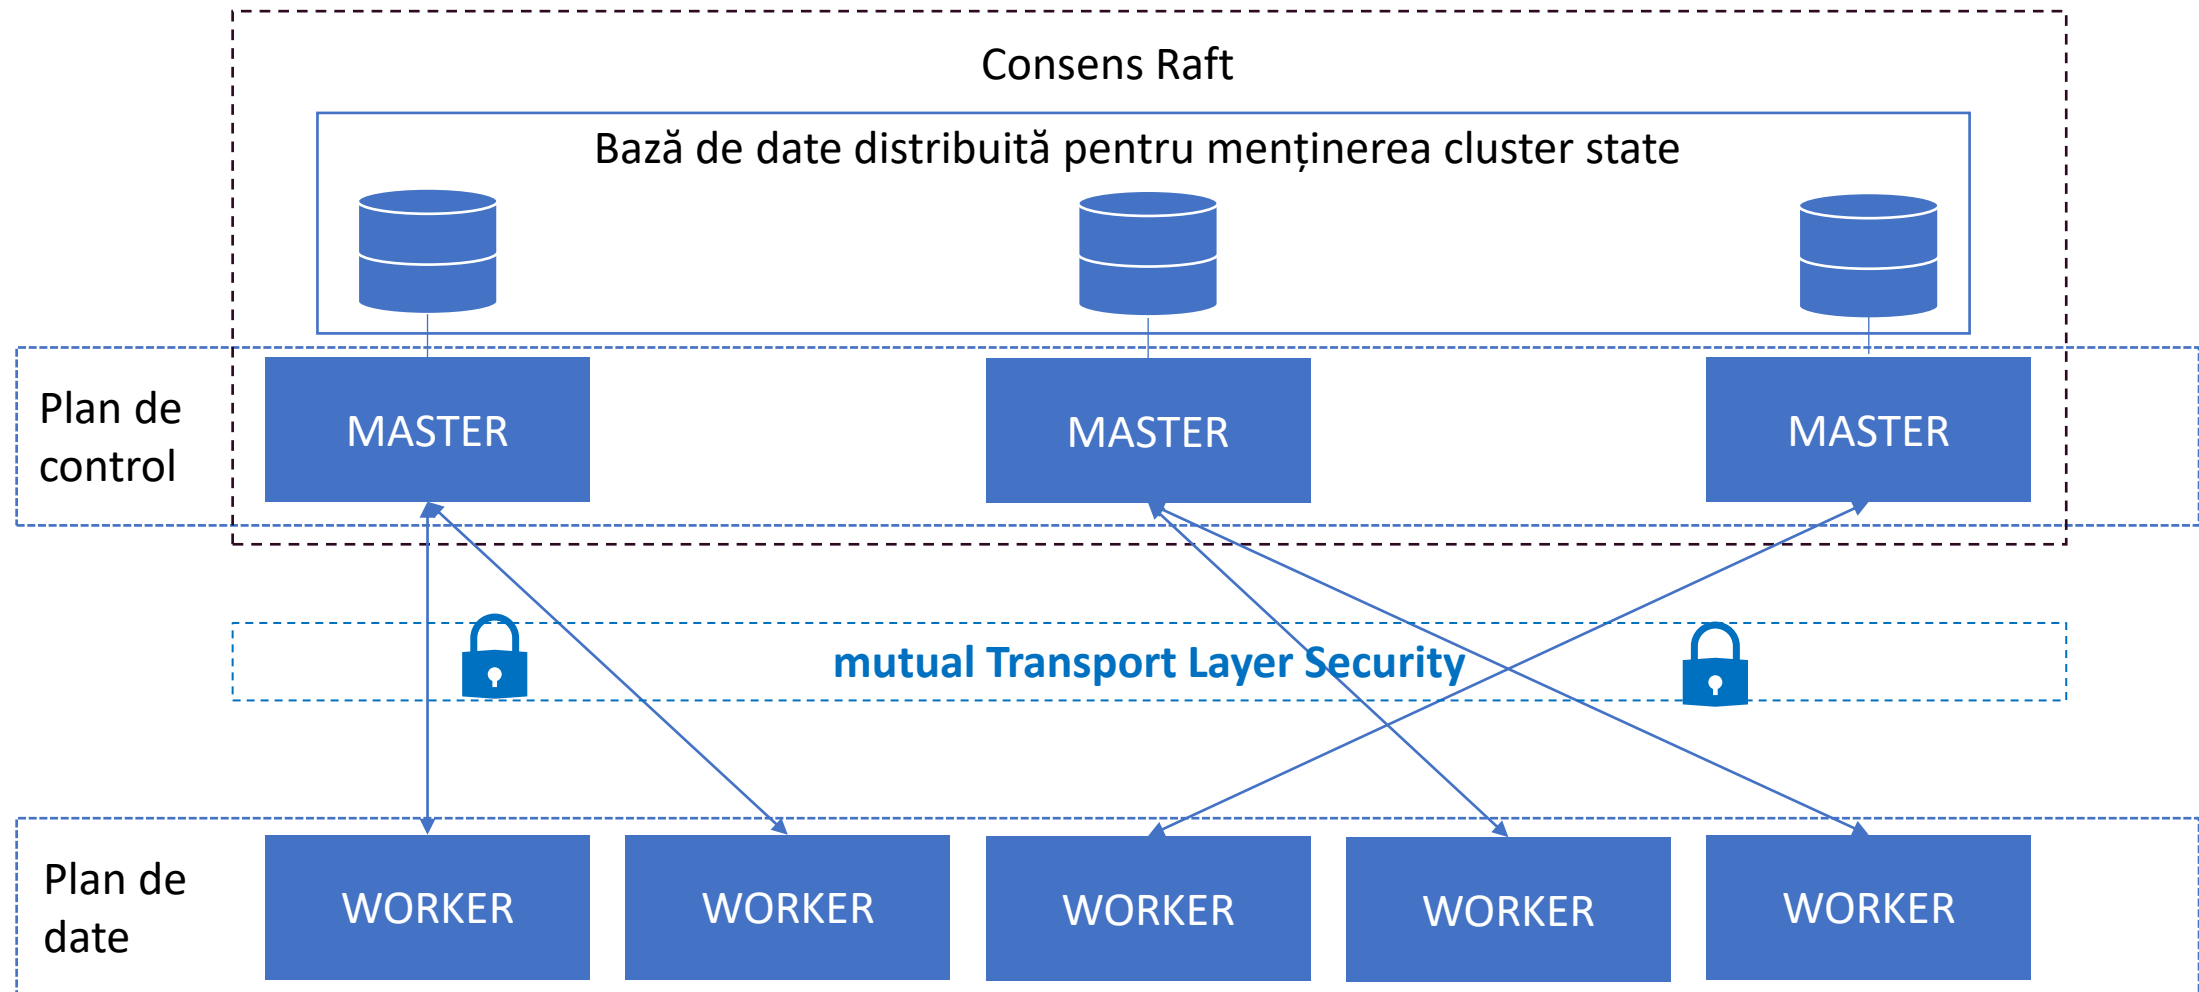 Consens Raft
Bază de date distribuită pentru menținerea cluster state
Plan de
control
MASTER
MASTER
MASTER
mutual Transport Layer Security
Plan de
date
WORKER
WORKER
WORKER
WORKER
WORKER